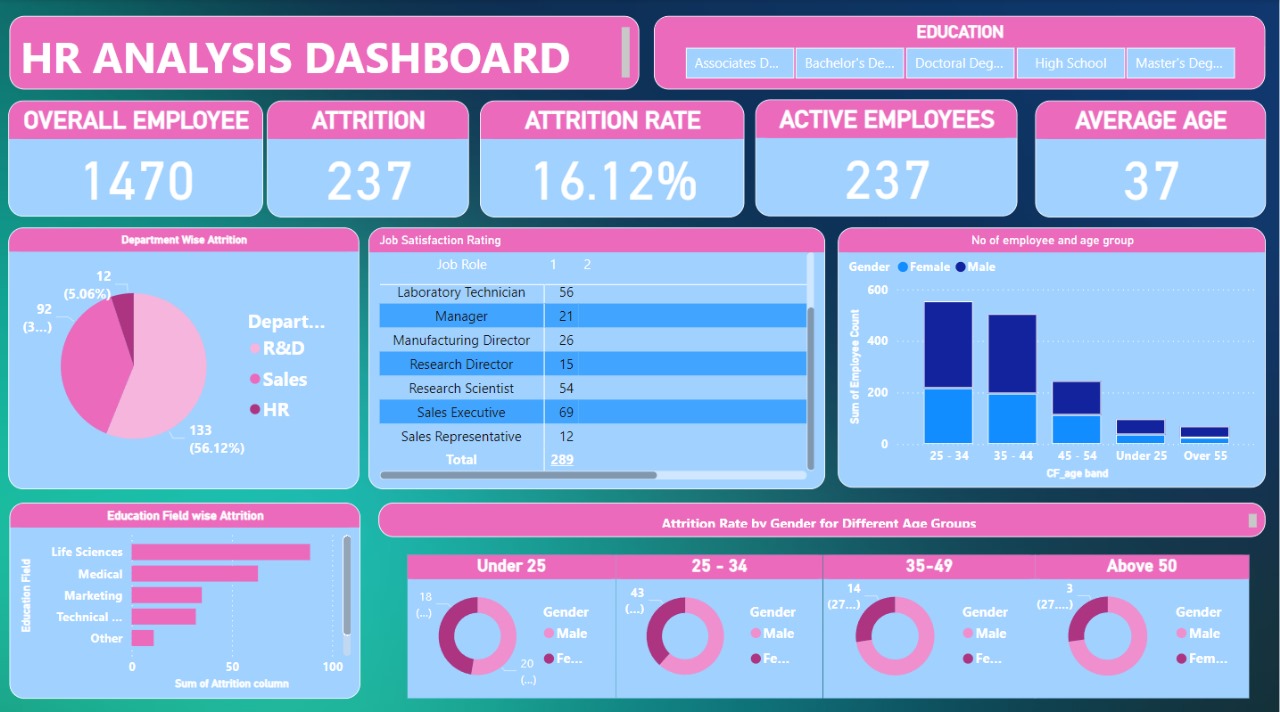 HR ANALYSIS DASHBOARD
EDUCATION
Associates D...
Bachelor's De...
Doctoral Deg...
High School
Master's Deg...
OVERALL EMPLOYEE
1470
ATTRITION
237
ATTRITION RATE
16.12%
ACTIVE EMPLOYEES
237
AVERAGE AGE
37
Department Wise Attrition
12
(5.06%)
92
(3...)
133
(56.12%)
Depart...
R&D
Sales
HR
Job Satisfaction Rating
Job Role 1 2
Laboratory Technician 56
Manager 21
Manufacturing Director 26
Research Director 15
Research Scientist 54
Sales Executive 69
Sales Representative 12
Total 289
No of employee and age group
Gender Female Male
Sum of Employee Count
600
400
200
0
25 - 34
35 - 44
45 - 54
Under 25
Over 55
CF_age band
Education Field wise Attrition
Education Field
Life Sciences
Medical
Marketing
Technical ...
Other
0 50 100
Sum of Attrition column
Attrition Rate by Gender for Different Age Groups
Under 25
18
(...)
20
(...)
Gender
Male
Fe...
25 - 34
43
(...)
Gender
Male
Fe...
35-49
14
(27...)
Gender
Male
Fe...
Above 50
3
(27....)
Gender
Male
Fem...